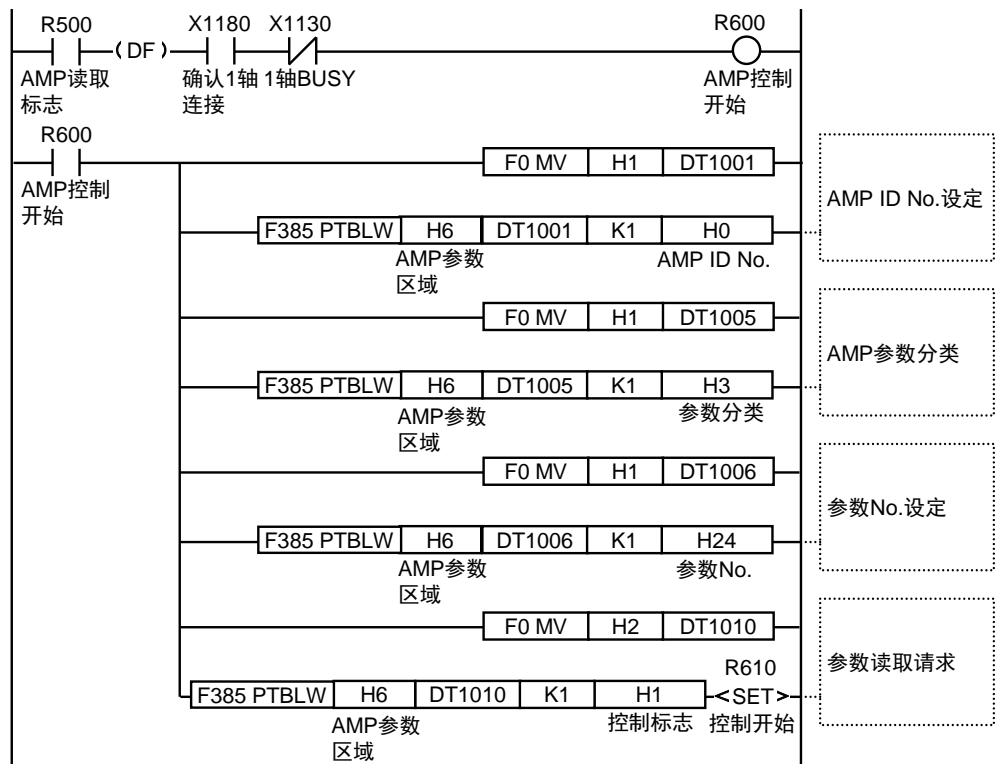 R500 X1180 X1130 R600
(DF)
AMP读取 确认1轴 1轴BUSY AMP控制
标志 连接 开始
R600
AMP控制
开始
F0 MV H1 DT1001
AMP ID No.设定
F385 PTBLW H6 DT1001 K1 H0
AMP参数 AMP ID No.
区域
F0 MV H1 DT1005
AMP参数分类
F385 PTBLW H6 DT1005 K1 H3
AMP参数 参数分类
区域
F0 MV H1 DT1006
参数No.设定
F385 PTBLW H6 DT1006 K1 H24
AMP参数 参数No.
区域
F0 MV H2 DT1010
参数读取请求
R610
F385 PTBLW H6 DT1010 K1 H1 <SET>
AMP参数 控制标志 控制开始
区域